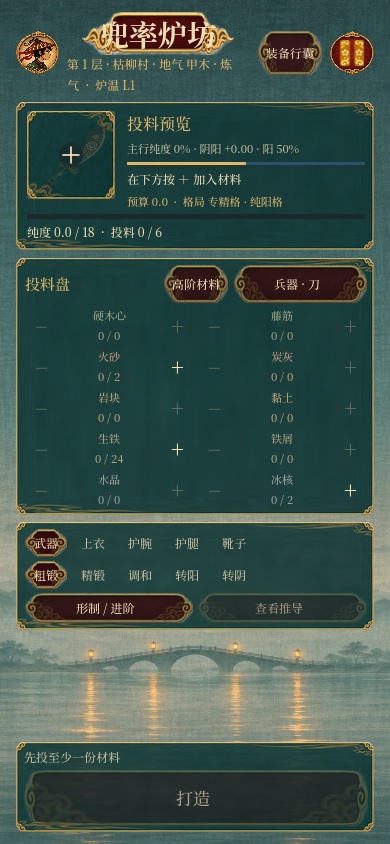 兜率炉坊
第 1 层 · 枯柳村 · 地气 甲木 · 炼
气 · 炉温 L1
装备行囊
投料预览
主行纯度 0% · 阴阳 +0.00 · 阳 50%
在下方按 ＋ 加入材料
预算 0.0 · 格局 专精格 · 纯阳格
纯度 0.0 / 18 · 投料 0 / 6
投料盘
高阶材料
兵器 · 刀
硬木心 藤筋
— 0 / 0 ＋ — 0 / 0 ＋
火砂 炭灰
— 0 / 2 ＋ — 0 / 0 ＋
岩块 黏土
— 0 / 0 ＋ — 0 / 0 ＋
生铁 铁屑
— 0 / 24 ＋ — 0 / 0 ＋
水晶 冰核
— 0 / 0 ＋ — 0 / 2 ＋
武器 上衣 护腕 护腿 靴子
粗锻 精锻 调和 转阳 转阴
形制 / 进阶 查看推导
先投至少一份材料
打造